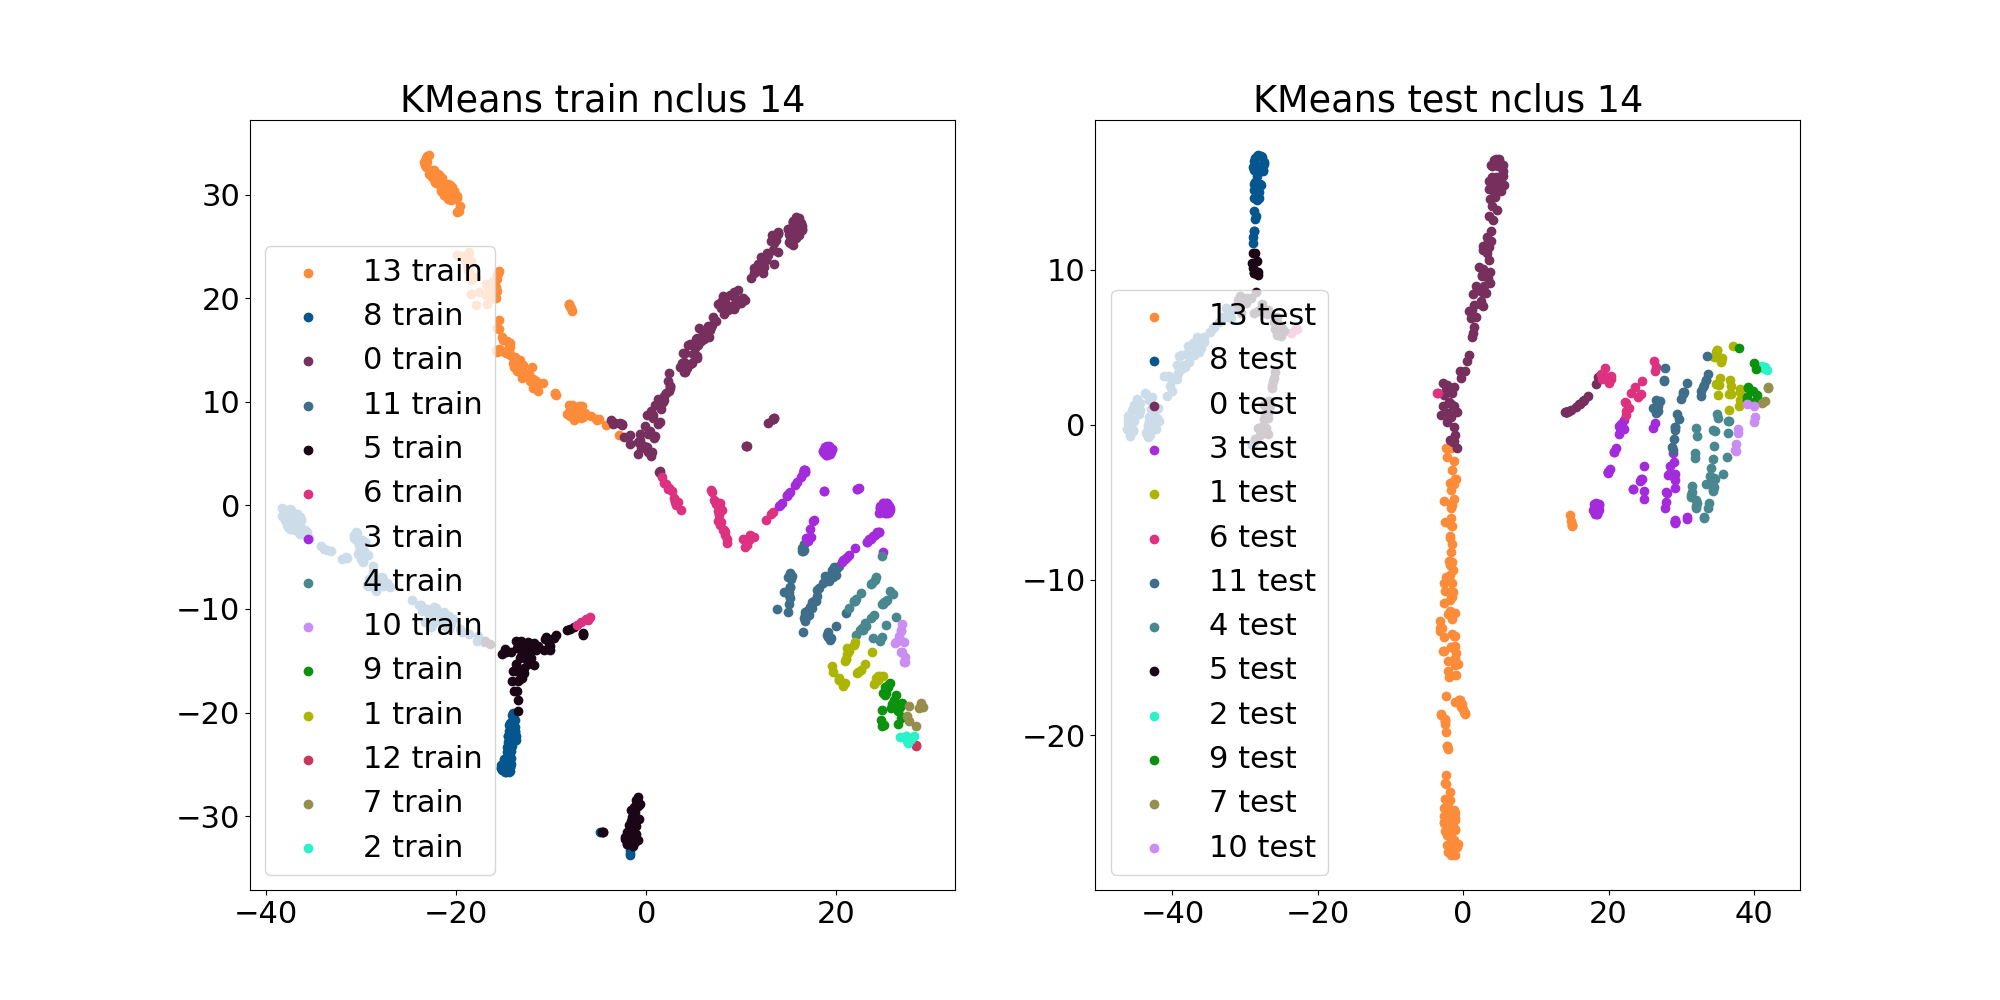 KMeans train nclus 14
30
20
10
0
−10
−20
−30
−40
−20
0
20
13 train
8 train
0 train
11 train
5 train
6 train
3 train
4 train
10 train
9 train
1 train
12 train
7 train
2 train
KMeans test nclus 14
10
0
−10
−20
−40
−20
0
20
40
13 test
8 test
0 test
3 test
1 test
6 test
11 test
4 test
5 test
2 test
9 test
7 test
10 test